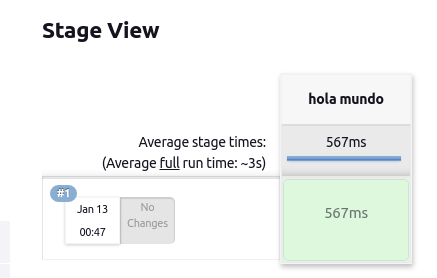 Stage View
hola mundo
Average stage times:
567ms
(Average full run time: ~3s)
#1
Jan 13
00:47
No
Changes
567ms